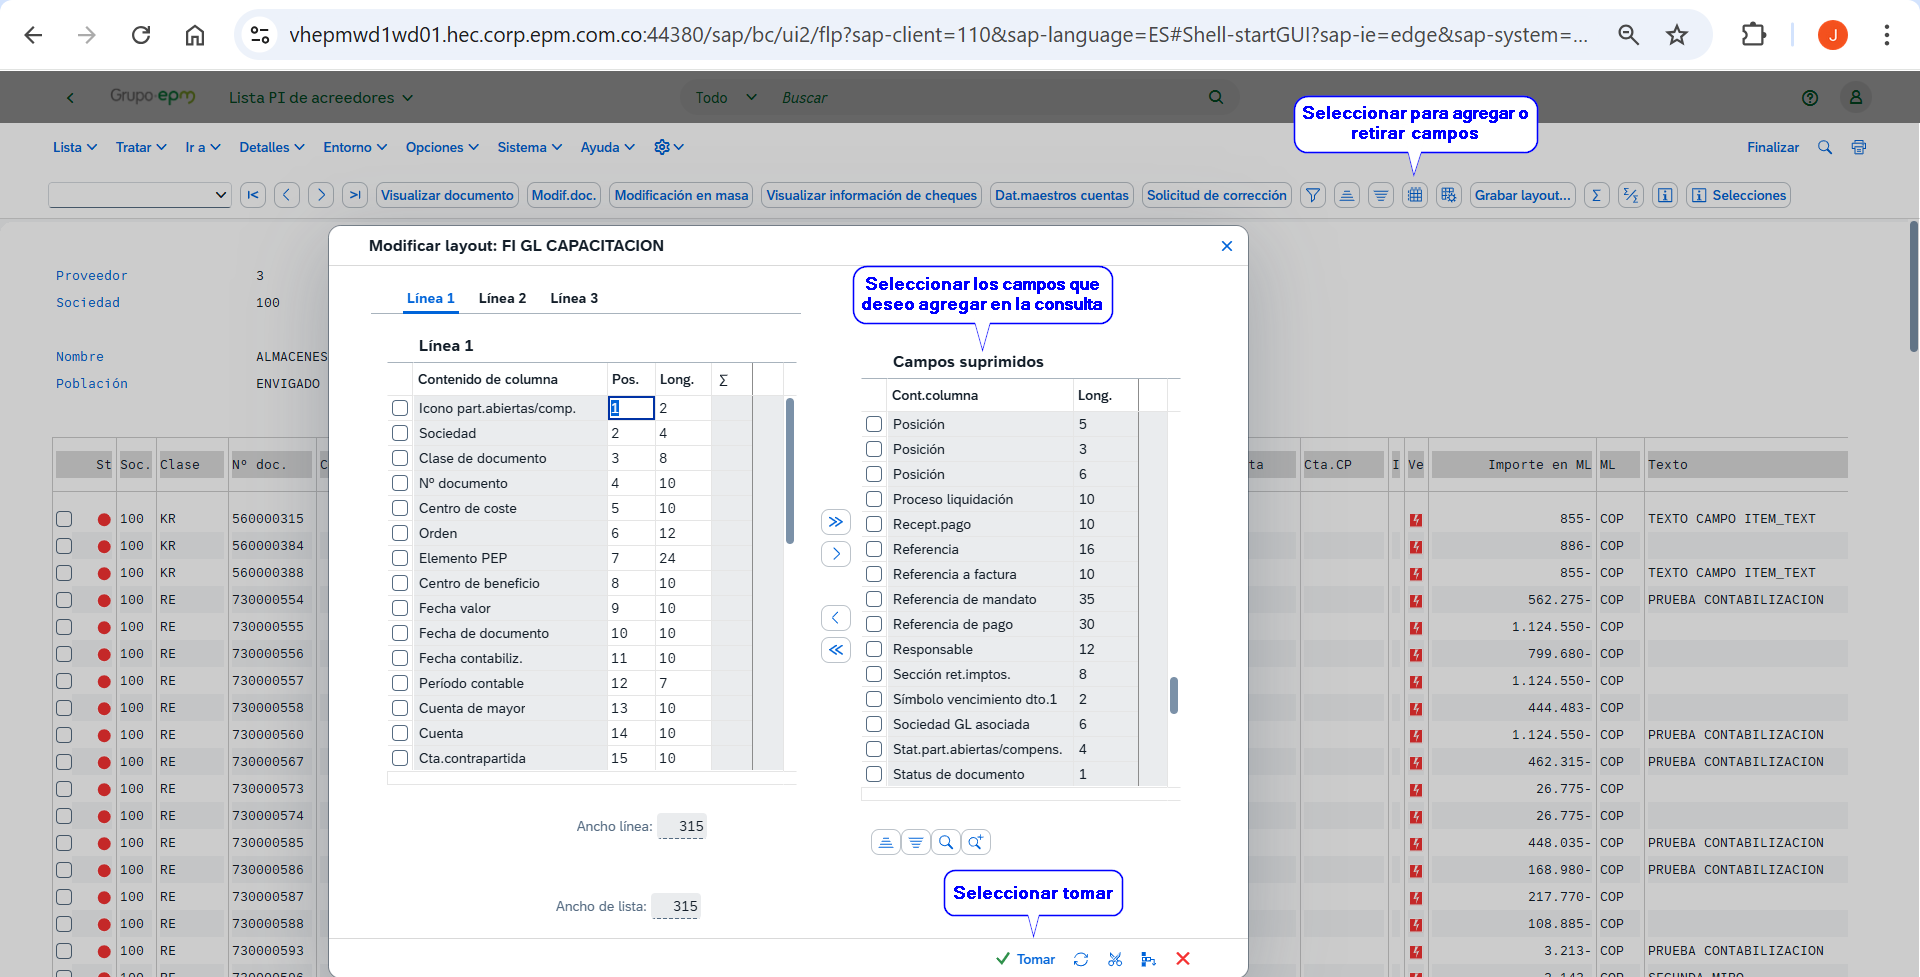 vhepmwd1wd01.hec.corp.epm.com.co:44380/sap/bc/ui2/flp?sap-client=110&sap-language=ES#Shell-startGUI?sap-ie=edge&sap-system=...
J
Grupo·epm Lista PI de acreedores Todo Buscar
Seleccionar para agregar o
retirar campos
Lista Tratar Ir a Detalles Entorno Opciones Sistema Ayuda Finalizar
Visualizar documento Modif.doc. Modificación en masa Visualizar información de cheques Dat.maestros cuentas Solicitud de corrección Grabar layout... Σ Selecciones
Modificar layout: FI GL CAPACITACION
Proveedor 3
Sociedad 100
Nombre ALMACENES
Población ENVIGADO
Línea 1 Línea 2 Línea 3
Seleccionar los campos que
deseo agregar en la consulta
Línea 1
Contenido de columna Pos. Long. Σ
Icono part.abiertas/comp. 1 2
Sociedad 2 4
Clase de documento 3 8
Nº documento 4 10
Centro de coste 5 10
Orden 6 12
Elemento PEP 7 24
Centro de beneficio 8 10
Fecha valor 9 10
Fecha de documento 10 10
Fecha contabiliz. 11 10
Período contable 12 7
Cuenta de mayor 13 10
Cuenta 14 10
Cta.contrapartida 15 10
Ancho línea: 315
Ancho de lista: 315
Campos suprimidos
Cont.columna Long.
Posición 5
Posición 3
Posición 6
Proceso liquidación 10
Recept.pago 10
Referencia 16
Referencia a factura 10
Referencia de mandato 35
Referencia de pago 30
Responsable 12
Sección ret.imptos. 8
Símbolo vencimiento dto.1 2
Sociedad GL asociada 6
Stat.part.abiertas/compens. 4
Status de documento 1
Seleccionar tomar
Tomar
St Soc. Clase Nº doc. C ta Cta.CP I Ve Importe en ML ML Texto
100 KR 560000315 855- COP TEXTO CAMPO ITEM_TEXT
100 KR 560000384 886- COP
100 KR 560000388 855- COP TEXTO CAMPO ITEM_TEXT
100 RE 730000554 562.275- COP PRUEBA CONTABILIZACION
100 RE 730000555 1.124.550- COP
100 RE 730000556 799.680- COP
100 RE 730000557 1.124.550- COP
100 RE 730000558 444.483- COP
100 RE 730000560 1.124.550- COP PRUEBA CONTABILIZACION
100 RE 730000567 462.315- COP PRUEBA CONTABILIZACION
100 RE 730000573 26.775- COP
100 RE 730000574 26.775- COP
100 RE 730000585 448.035- COP PRUEBA CONTABILIZACION
100 RE 730000586 168.980- COP PRUEBA CONTABILIZACION
100 RE 730000587 217.770- COP
100 RE 730000588 108.885- COP
100 RE 730000593 3.213- COP PRUEBA CONTABILIZACION